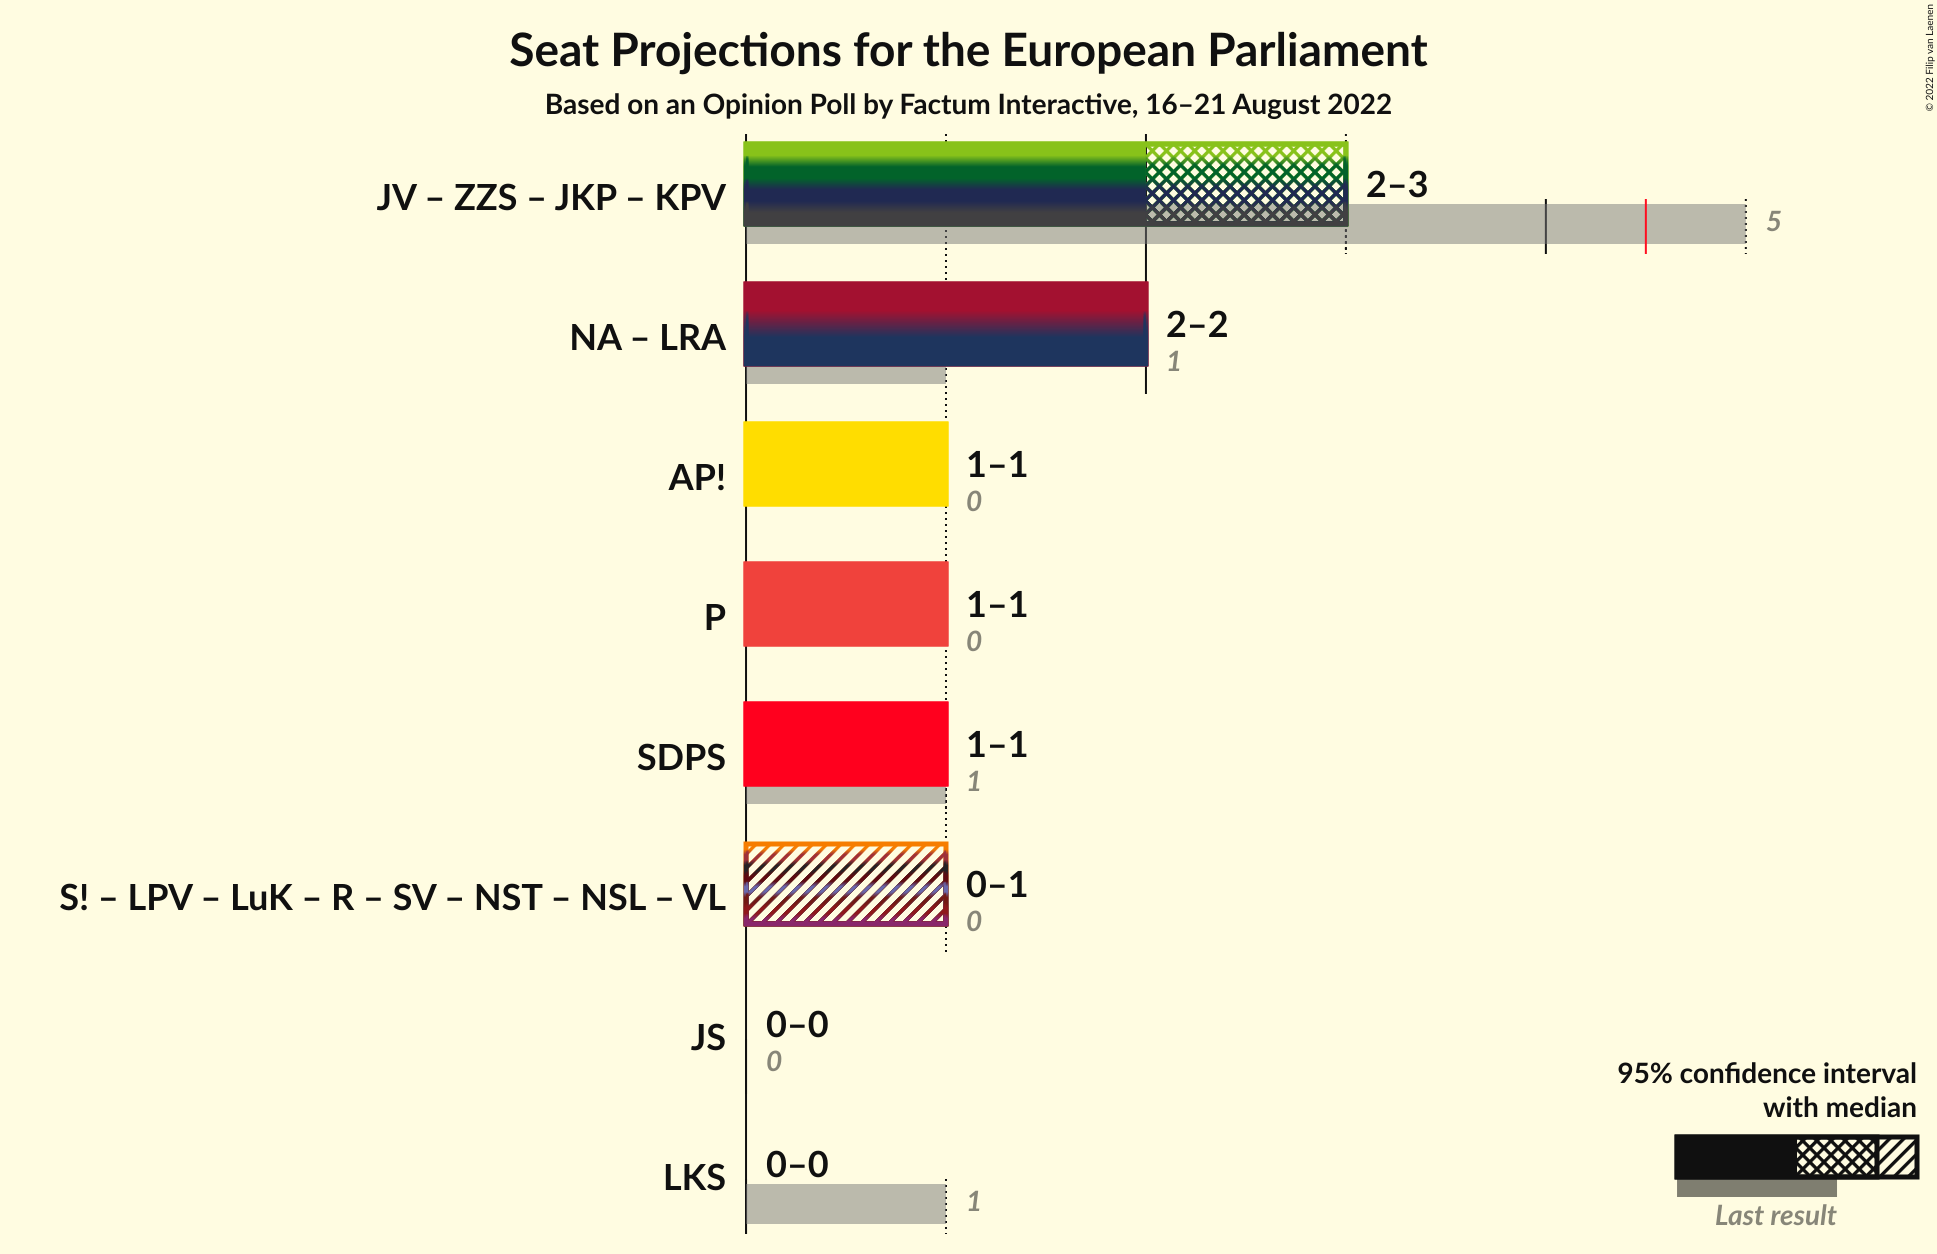 Seat Projections for the European Parliament
Based on an Opinion Poll by Factum Interactive, 16–21 August 2022
© 2022 Filip van Laenen
JV – ZZS – JKP – KPV
2–3
5
NA – LRA
2–2
1
AP!
1–1
0
P
1–1
0
SDPS
1–1
1
S! – LPV – LuK – R – SV – NST – NSL – VL
0–1
0
JS
0–0
0
LKS
0–0
1
95% confidence interval
with median
Last result